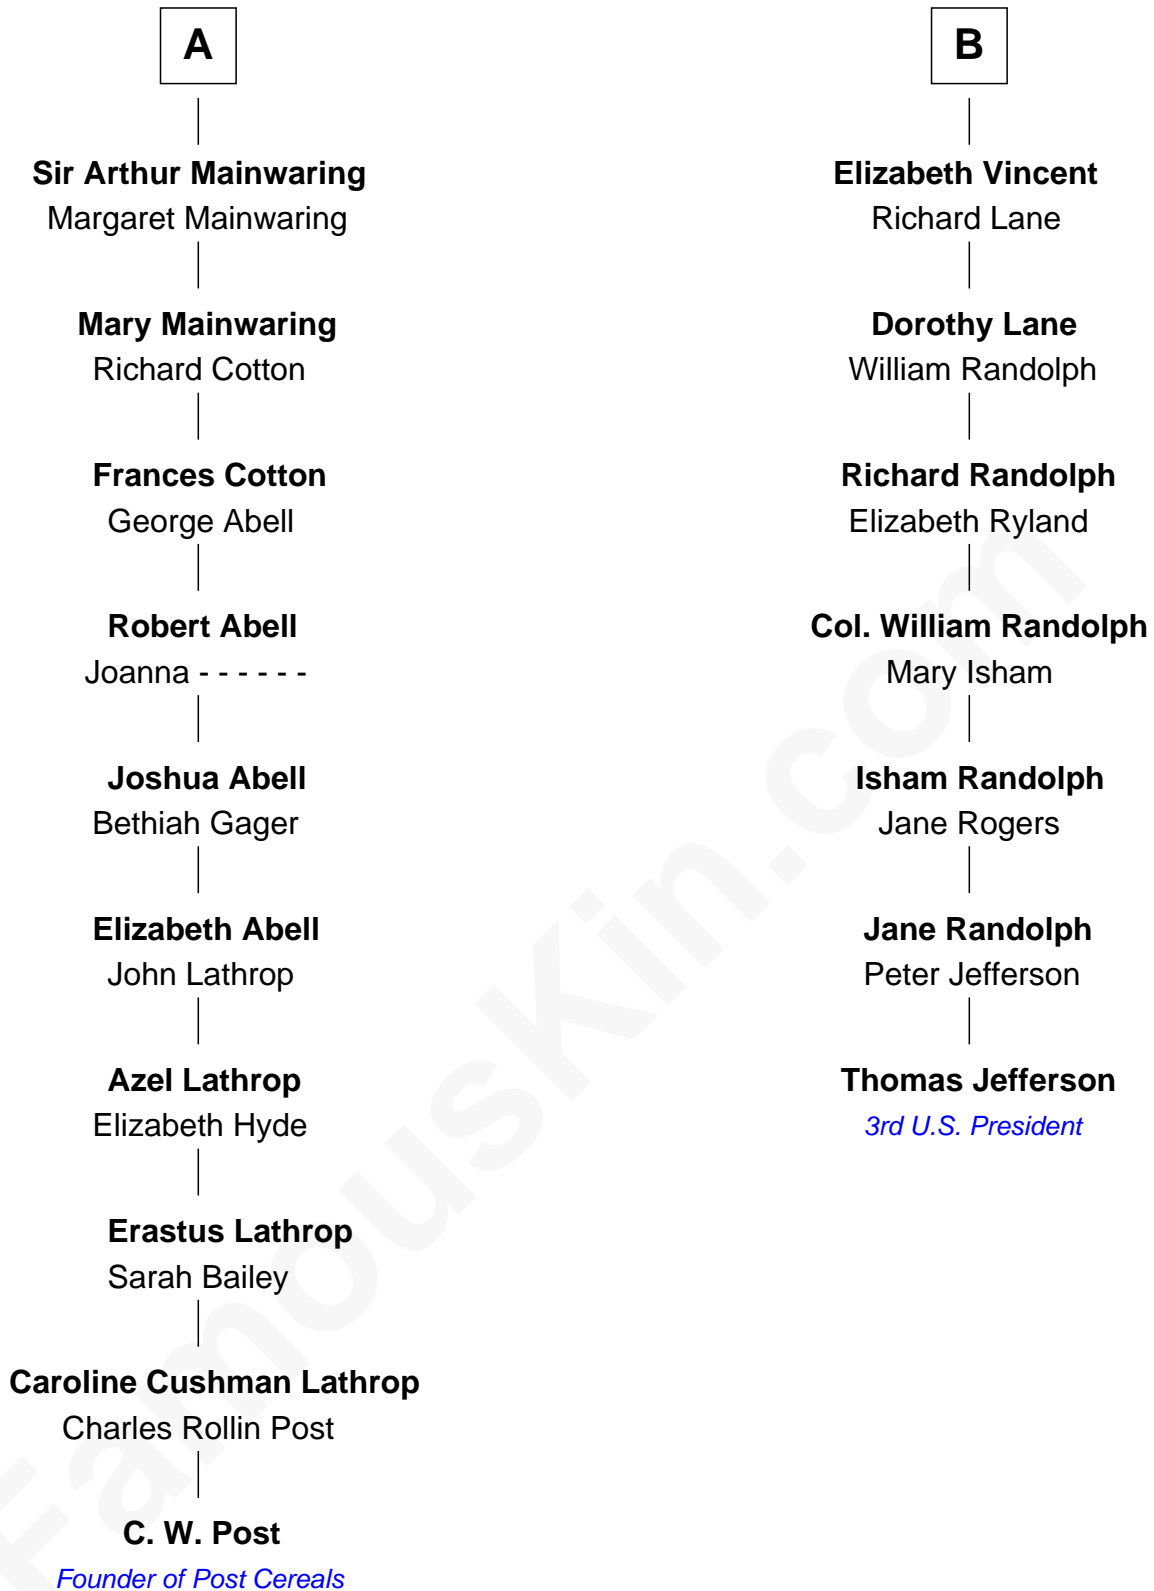 A
Sir Arthur Mainwaring
Margaret Mainwaring
Mary Mainwaring
Richard Cotton
Frances Cotton
George Abell
Robert Abell
Joanna - - - - - -
Joshua Abell
Bethiah Gager
Elizabeth Abell
John Lathrop
Azel Lathrop
Elizabeth Hyde
Erastus Lathrop
Sarah Bailey
Caroline Cushman Lathrop
Charles Rollin Post
C. W. Post
Founder of Post Cereals
B
Elizabeth Vincent
Richard Lane
Dorothy Lane
William Randolph
Richard Randolph
Elizabeth Ryland
Col. William Randolph
Mary Isham
Isham Randolph
Jane Rogers
Jane Randolph
Peter Jefferson
Thomas Jefferson
3rd U.S. President
FamousKin.com